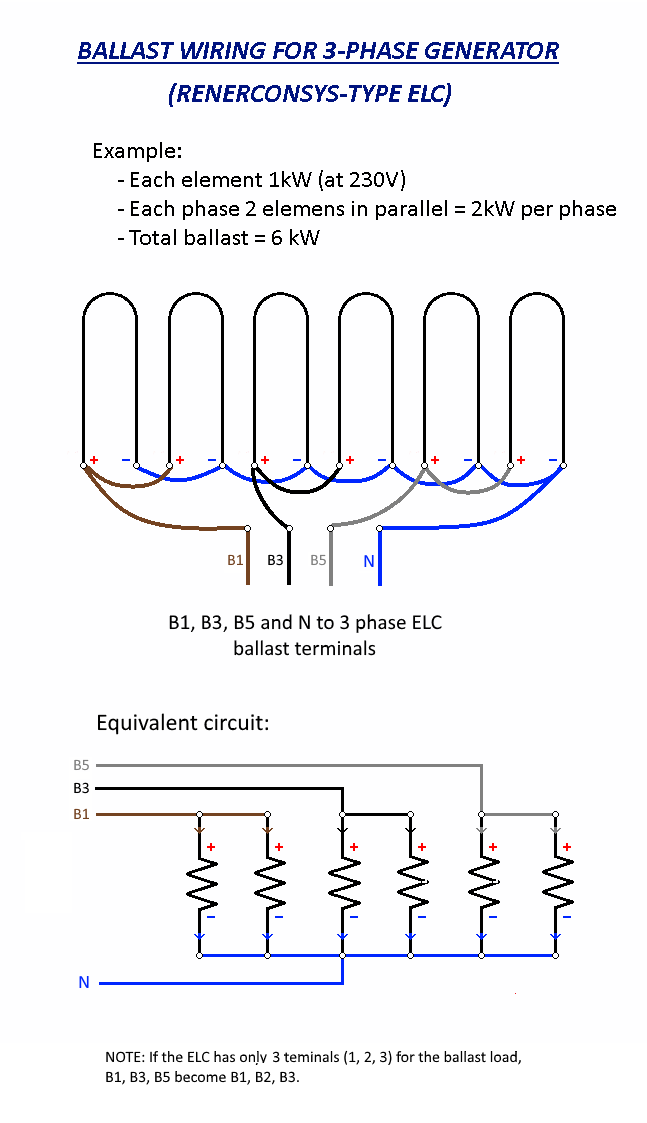 BALLAST WIRING FOR 3-PHASE GENERATOR
(RENERCONSYS-TYPE ELC)
Example:
- Each element 1kW (at 230V)
- Each phase 2 elemens in parallel = 2kW per phase
- Total ballast = 6 kW
+ − + − + − + − + − + −
B1 B3 B5 N
B1, B3, B5 and N to 3 phase ELC
ballast terminals
Equivalent circuit:
B5
B3
B1
+ + + + + +
− − − − − −
N
NOTE: If the ELC has only 3 teminals (1, 2, 3) for the ballast load,
B1, B3, B5 become B1, B2, B3.